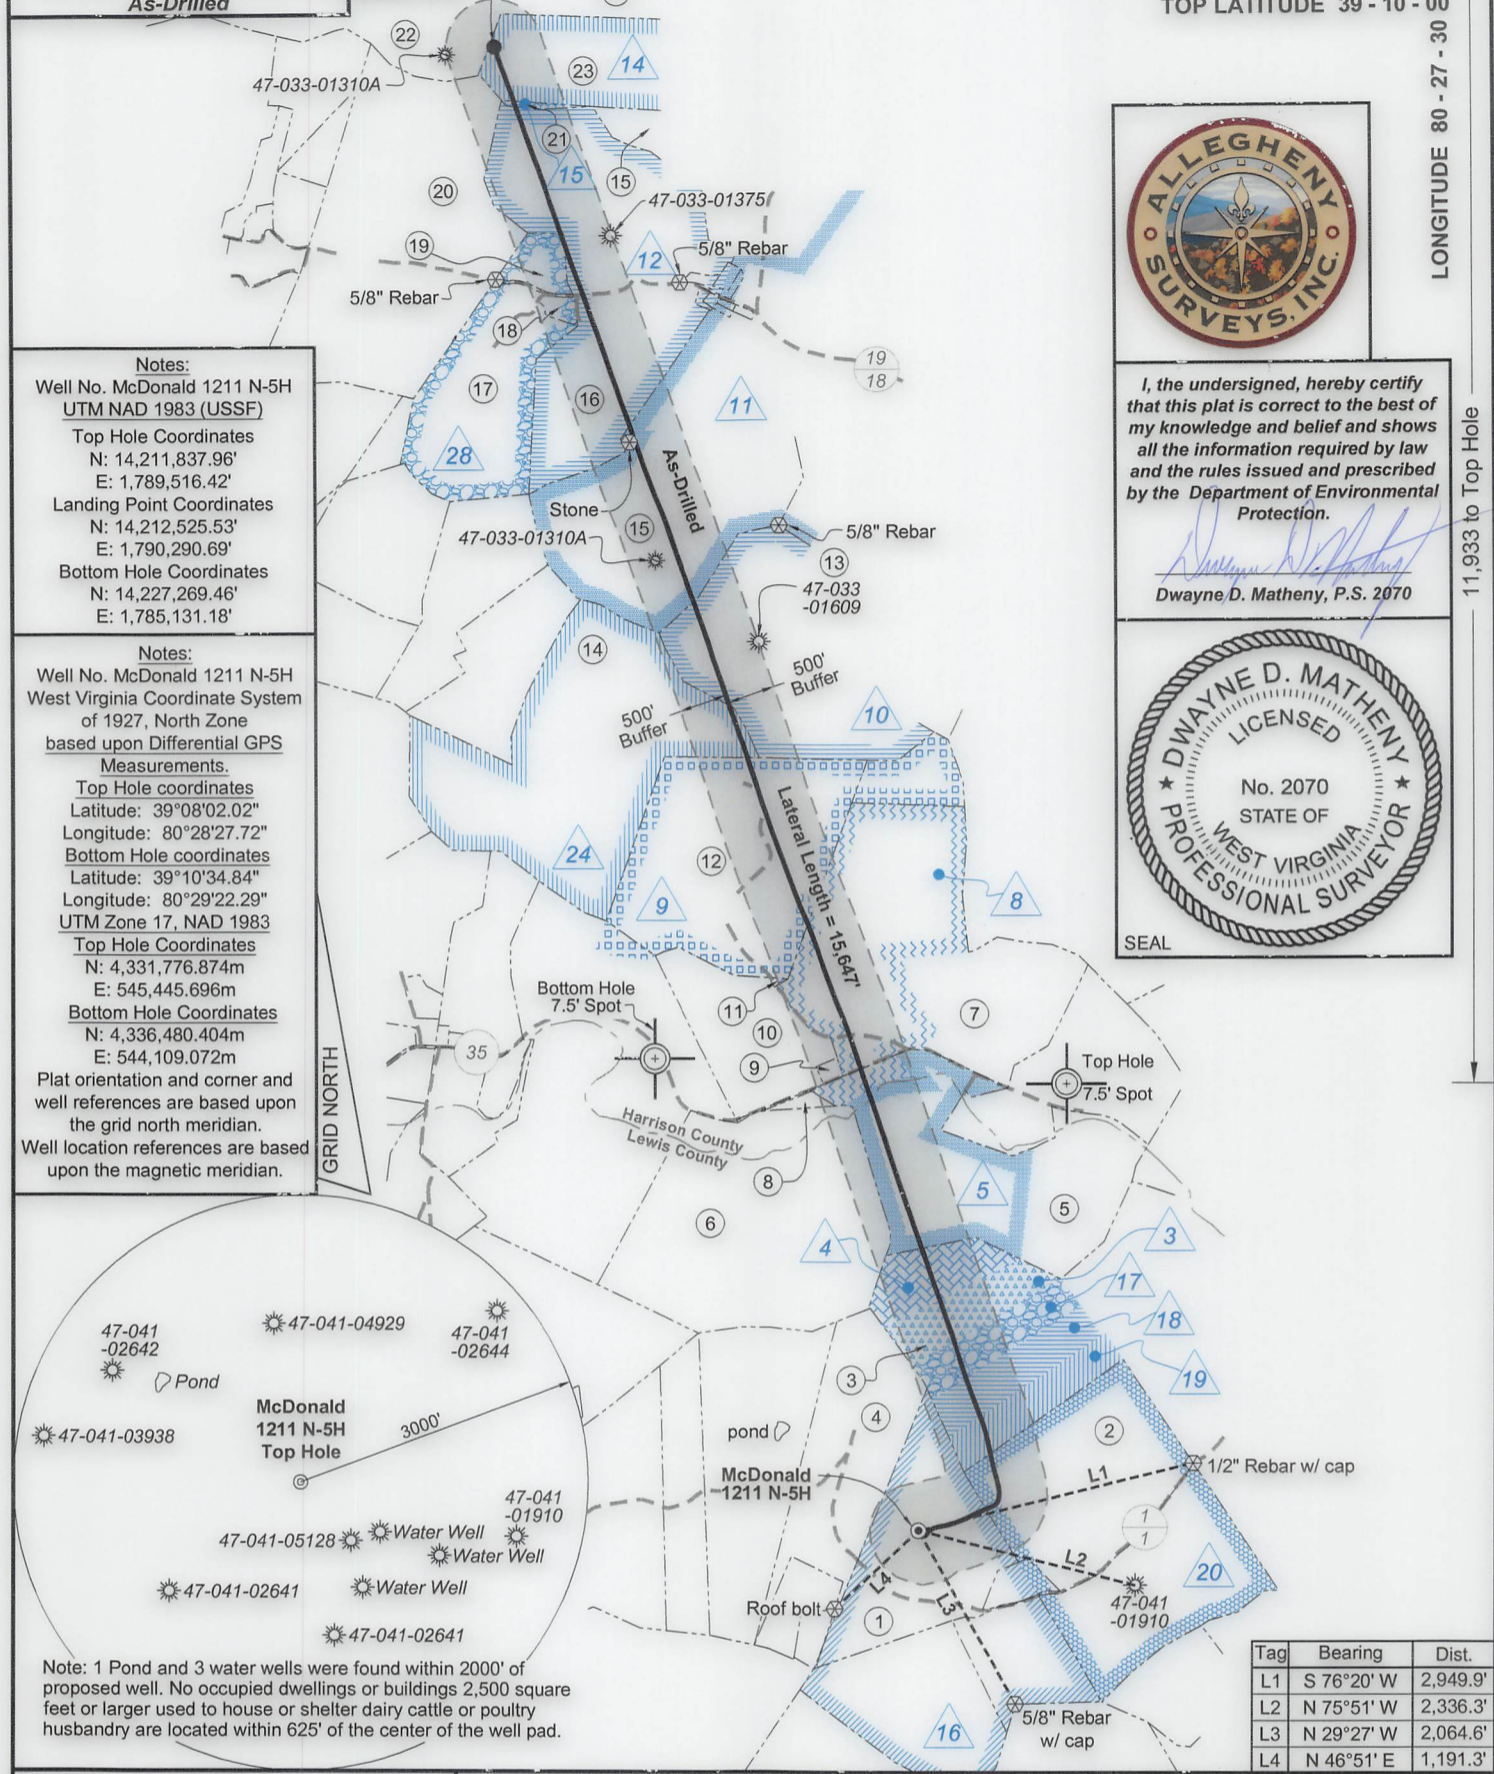 As-Drilled
TOP LATITUDE 39 - 10 - 00
LONGITUDE 80 - 27 - 30
11,933 to Top Hole
22
47-033-01310A
23
14
21
15
15
20
47-033-01375
19
12
5/8" Rebar
5/8" Rebar
18
19
18
17
16
11
28
As-Drilled
Stone
15
47-033-01310A
5/8" Rebar
13
47-033
-01609
14
500'
Buffer
500'
Buffer
10
Lateral Length = 15,647'
12
24
9
8
Bottom Hole
7.5' Spot
11
10
7
35
9
Top Hole
7.5' Spot
Harrison County
Lewis County
8
5
5
6
4
3
17
18
19
3
4
2
pond
McDonald
1211 N-5H
L1
1/2" Rebar w/ cap
1
1
L2
20
L4
L3
47-041
-01910
Roof bolt
1
5/8" Rebar
w/ cap
16
ALLEGHENY
SURVEYS, INC.
I, the undersigned, hereby certify
that this plat is correct to the best of
my knowledge and belief and shows
all the information required by law
and the rules issued and prescribed
by the Department of Environmental
Protection.
Dwayne D. Matheny, P.S. 2070
DWAYNE D. MATHENY
LICENSED
No. 2070
STATE OF
WEST VIRGINIA
PROFESSIONAL SURVEYOR
SEAL
Notes:
Well No. McDonald 1211 N-5H
UTM NAD 1983 (USSF)
Top Hole Coordinates
N: 14,211,837.96'
E: 1,789,516.42'
Landing Point Coordinates
N: 14,212,525.53'
E: 1,790,290.69'
Bottom Hole Coordinates
N: 14,227,269.46'
E: 1,785,131.18'
Notes:
Well No. McDonald 1211 N-5H
West Virginia Coordinate System
of 1927, North Zone
based upon Differential GPS
Measurements.
Top Hole coordinates
Latitude: 39°08'02.02"
Longitude: 80°28'27.72"
Bottom Hole coordinates
Latitude: 39°10'34.84"
Longitude: 80°29'22.29"
UTM Zone 17, NAD 1983
Top Hole Coordinates
N: 4,331,776.874m
E: 545,445.696m
Bottom Hole Coordinates
N: 4,336,480.404m
E: 544,109.072m
Plat orientation and corner and
well references are based upon
the grid north meridian.
Well location references are based
upon the magnetic meridian.
GRID NORTH
47-041
-02642
47-041-04929
47-041
-02644
Pond
McDonald
1211 N-5H
Top Hole
3000'
47-041-03938
47-041
-01910
47-041-05128
Water Well
Water Well
47-041-02641
Water Well
47-041-02641
Note: 1 Pond and 3 water wells were found within 2000' of
proposed well. No occupied dwellings or buildings 2,500 square
feet or larger used to house or shelter dairy cattle or poultry
husbandry are located within 625' of the center of the well pad.
Tag Bearing Dist.
L1 S 76°20' W 2,949.9'
L2 N 75°51' W 2,336.3'
L3 N 29°27' W 2,064.6'
L4 N 46°51' E 1,191.3'